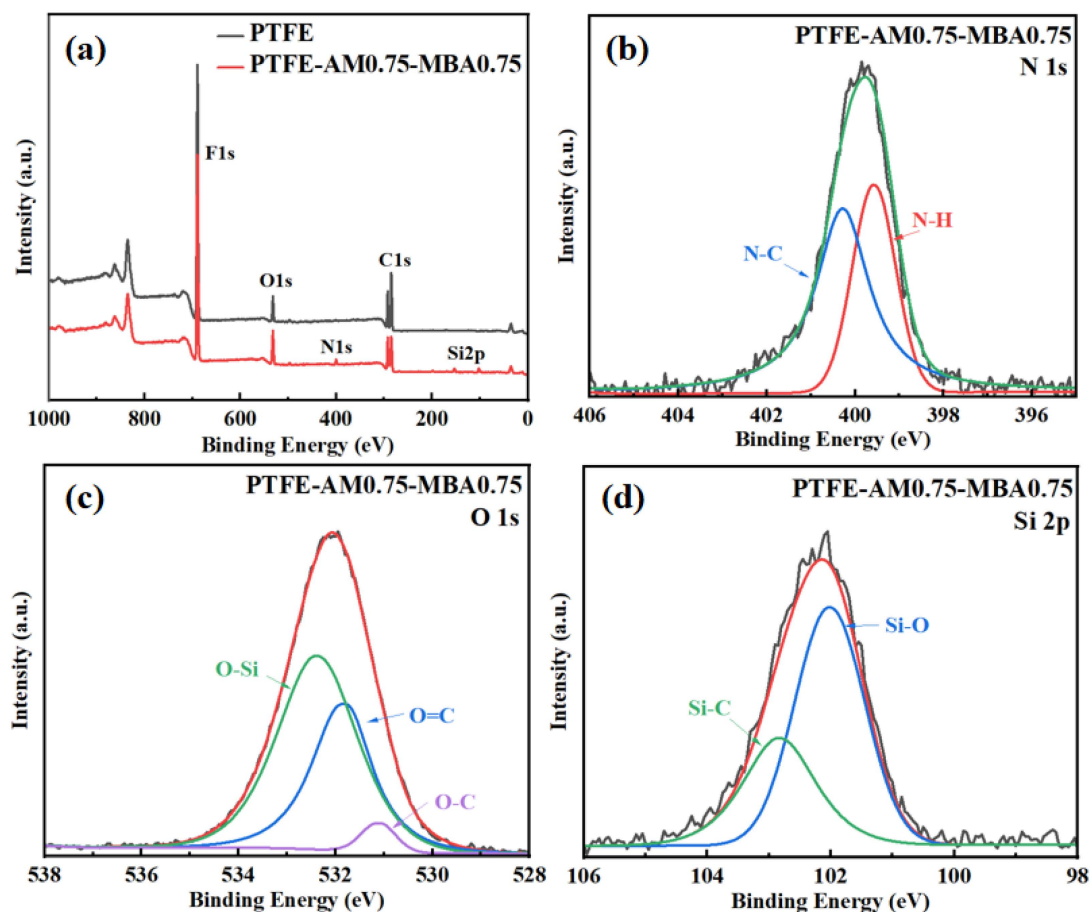 (a)
PTFE
PTFE-AM0.75-MBA0.75
F1s
O1s
C1s
N1s
Si2p
Intensity (a.u.)
1000 800 600 400 200 0
Binding Energy (eV)
(b)
PTFE-AM0.75-MBA0.75
N 1s
N-H
N-C
Intensity (a.u.)
406 404 402 400 398 396
Binding Energy (eV)
(c)
PTFE-AM0.75-MBA0.75
O 1s
O-Si
O=C
O-C
Intensity (a.u.)
538 536 534 532 530 528
Binding Energy (eV)
(d)
PTFE-AM0.75-MBA0.75
Si 2p
Si-O
Si-C
Intensity (a.u.)
106 104 102 100 98
Binding Energy (eV)